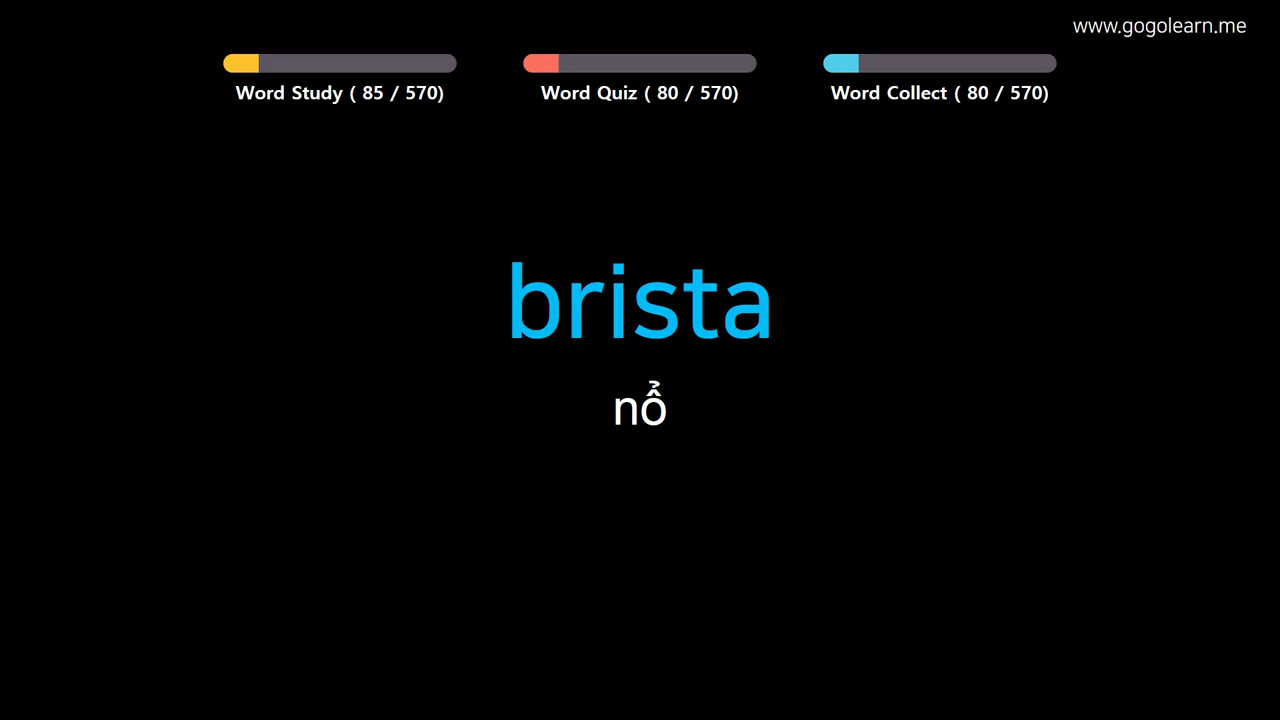 www.gogolearn.me
Word Study ( 85 / 570)
Word Quiz ( 80 / 570)
Word Collect ( 80 / 570)
brista
nổ